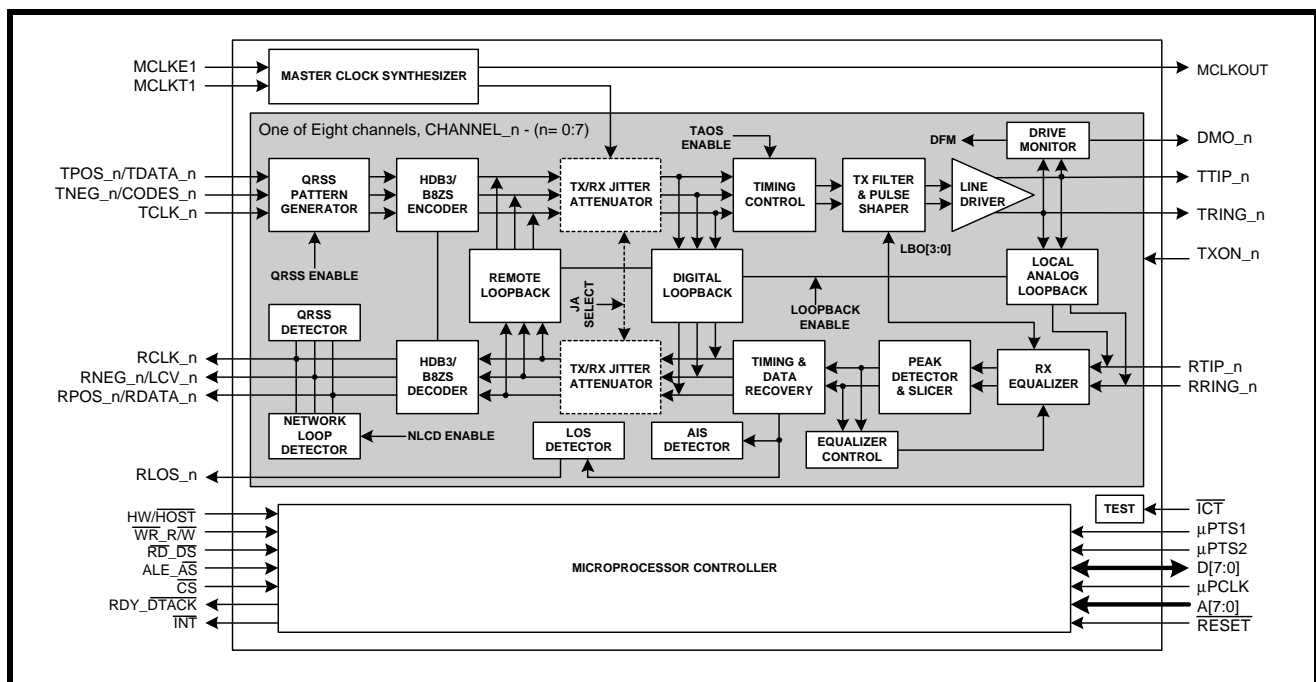 MCLKE1
MCLKT1
MASTER CLOCK SYNTHESIZER
MCLKOUT
One of Eight channels, CHANNEL_n - (n= 0:7)
TAOS
ENABLE
DFM
DRIVE
MONITOR
DMO_n
TPOS_n/TDATA_n
TNEG_n/CODES_n
TCLK_n
QRSS
PATTERN
GENERATOR
HDB3/
B8ZS
ENCODER
TX/RX JITTER
ATTENUATOR
TIMING
CONTROL
TX FILTER
& PULSE
SHAPER
LINE
DRIVER
TTIP_n
TRING_n
TXON_n
QRSS ENABLE
REMOTE
LOOPBACK
JA
SELECT
DIGITAL
LOOPBACK
LBO[3:0]
LOOPBACK
ENABLE
LOCAL
ANALOG
LOOPBACK
QRSS
DETECTOR
RCLK_n
RNEG_n/LCV_n
RPOS_n/RDATA_n
HDB3/
B8ZS
DECODER
TX/RX JITTER
ATTENUATOR
TIMING &
DATA
RECOVERY
PEAK
DETECTOR
& SLICER
RX
EQUALIZER
RTIP_n
RRING_n
NETWORK
LOOP
DETECTOR
NLCD ENABLE
LOS
DETECTOR
AIS
DETECTOR
EQUALIZER
CONTROL
RLOS_n
HW/HOST
WR_R/W
RD_DS
ALE_AS
CS
RDY_DTACK
INT
MICROPROCESSOR CONTROLLER
TEST
ICT
µPTS1
µPTS2
D[7:0]
µPCLK
A[7:0]
RESET